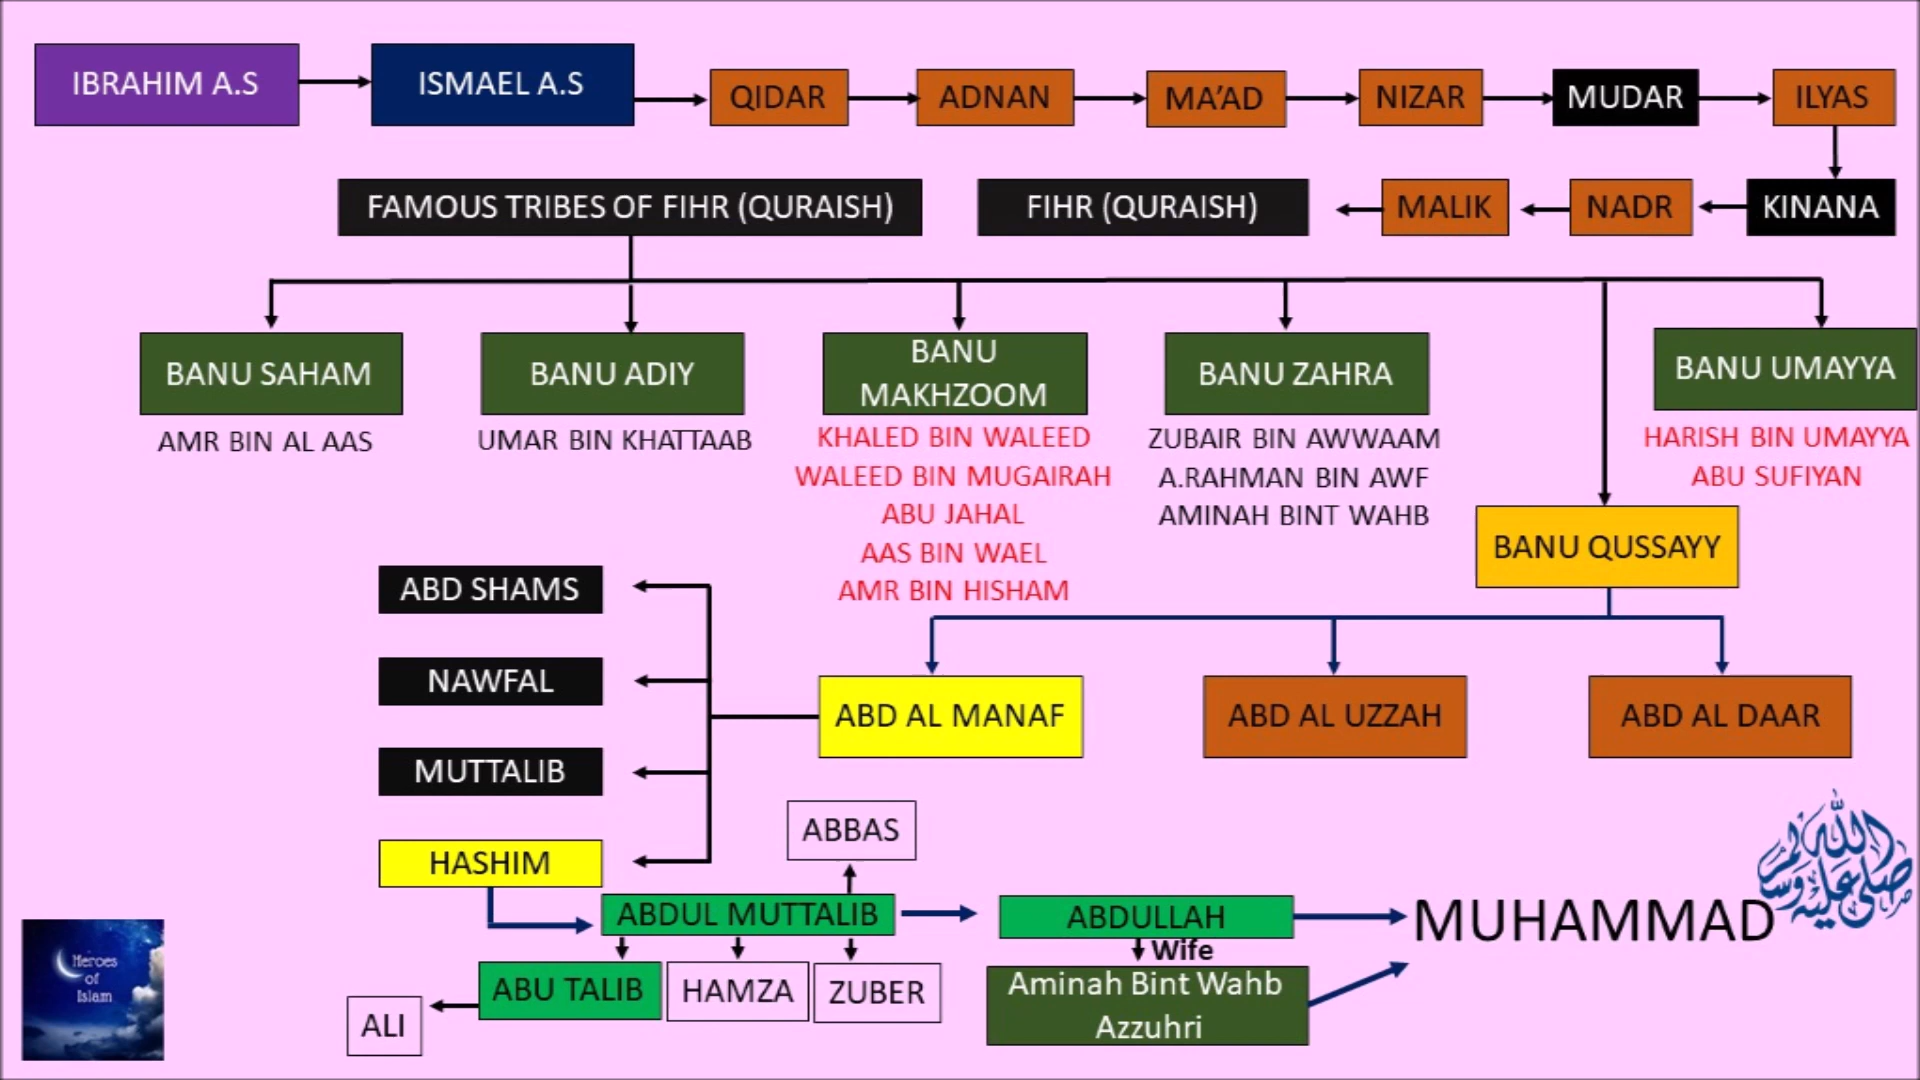 IBRAHIM A.S
ISMAEL A.S
QIDAR
ADNAN
MA’AD
NIZAR
MUDAR
ILYAS
FAMOUS TRIBES OF FIHR (QURAISH)
FIHR (QURAISH)
MALIK
NADR
KINANA
BANU SAHAM
AMR BIN AL AAS
BANU ADIY
UMAR BIN KHATTAAB
BANU
MAKHZOOM
KHALED BIN WALEED
WALEED BIN MUGAIRAH
ABU JAHAL
AAS BIN WAEL
AMR BIN HISHAM
BANU ZAHRA
ZUBAIR BIN AWWAAM
A.RAHMAN BIN AWF
AMINAH BINT WAHB
BANU UMAYYA
HARISH BIN UMAYYA
ABU SUFIYAN
BANU QUSSAYY
ABD SHAMS
NAWFAL
MUTTALIB
HASHIM
ABD AL MANAF
ABD AL UZZAH
ABD AL DAAR
ABBAS
ABDUL MUTTALIB
ABDULLAH
Wife
MUHAMMAD
صلى الله عليه وسلم
ABU TALIB
HAMZA
ZUBER
Aminah Bint Wahb
Azzuhri
ALI
Heroes
of
Islam